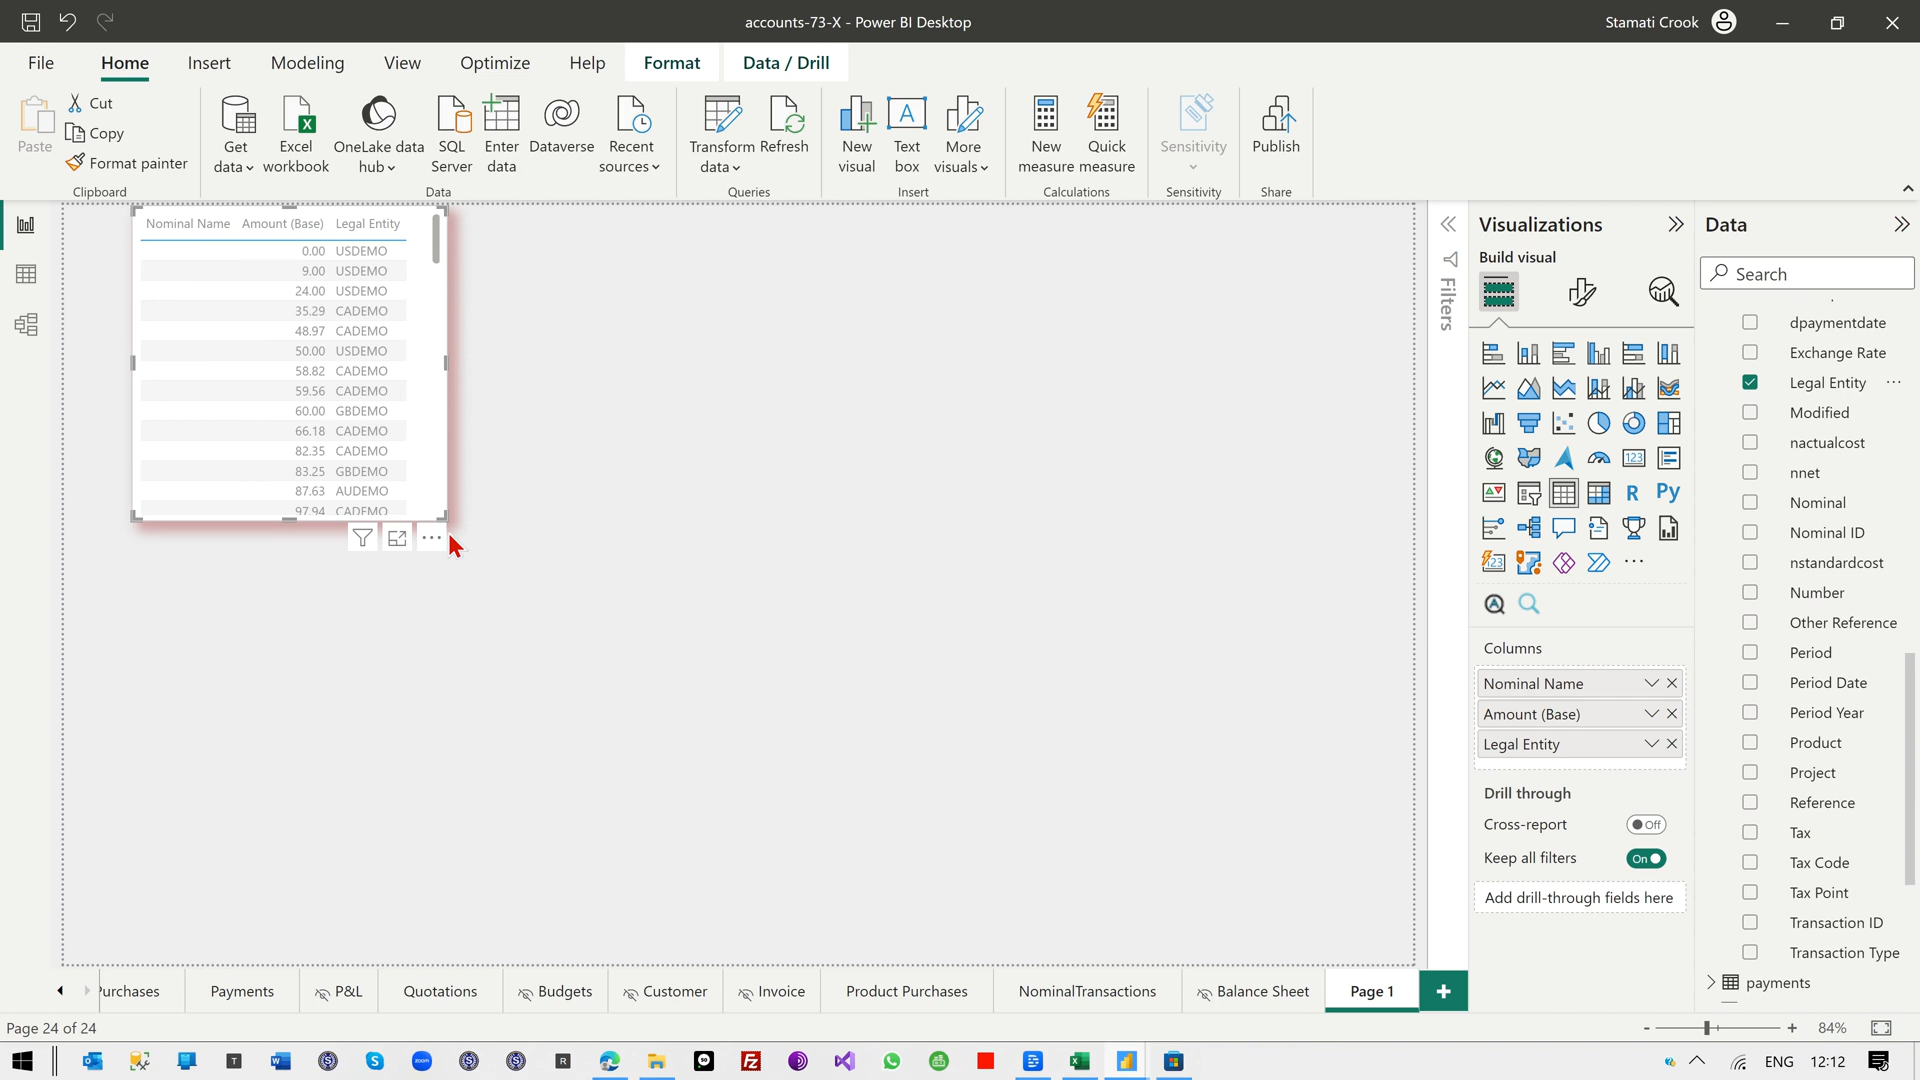 accounts-73-X - Power BI Desktop
Stamati Crook
File
Home
Insert
Modeling
View
Optimize
Help
Format
Data / Drill
Paste
Cut
Copy
Format painter
Clipboard
Get data
Excel workbook
OneLake data hub
SQL Server
Enter data
Dataverse
Recent sources
Data
Transform data
Refresh
Queries
New visual
Text box
More visuals
Insert
New measure
Quick measure
Calculations
Sensitivity
Sensitivity
Publish
Share
Nominal Name Amount (Base) Legal Entity
0.00 USDEMO
9.00 USDEMO
24.00 USDEMO
35.29 CADEMO
48.97 CADEMO
50.00 USDEMO
58.82 CADEMO
59.56 CADEMO
60.00 GBDEMO
66.18 CADEMO
82.35 CADEMO
83.25 GBDEMO
87.63 AUDEMO
97.94 CADEMO
Filters
Visualizations
Build visual
123
R
Py
123
Columns
Nominal Name
Amount (Base)
Legal Entity
Drill through
Cross-report
Off
Keep all filters
On
Add drill-through fields here
Data
Search
dpaymentdate
Exchange Rate
Legal Entity
Modified
nactualcost
nnet
Nominal
Nominal ID
nstandardcost
Number
Other Reference
Period
Period Date
Period Year
Product
Project
Reference
Tax
Tax Code
Tax Point
Transaction ID
Transaction Type
payments
Purchases
Payments
P&L
Quotations
Budgets
Customer
Invoice
Product Purchases
NominalTransactions
Balance Sheet
Page 1
Page 24 of 24
84%
ENG
12:12